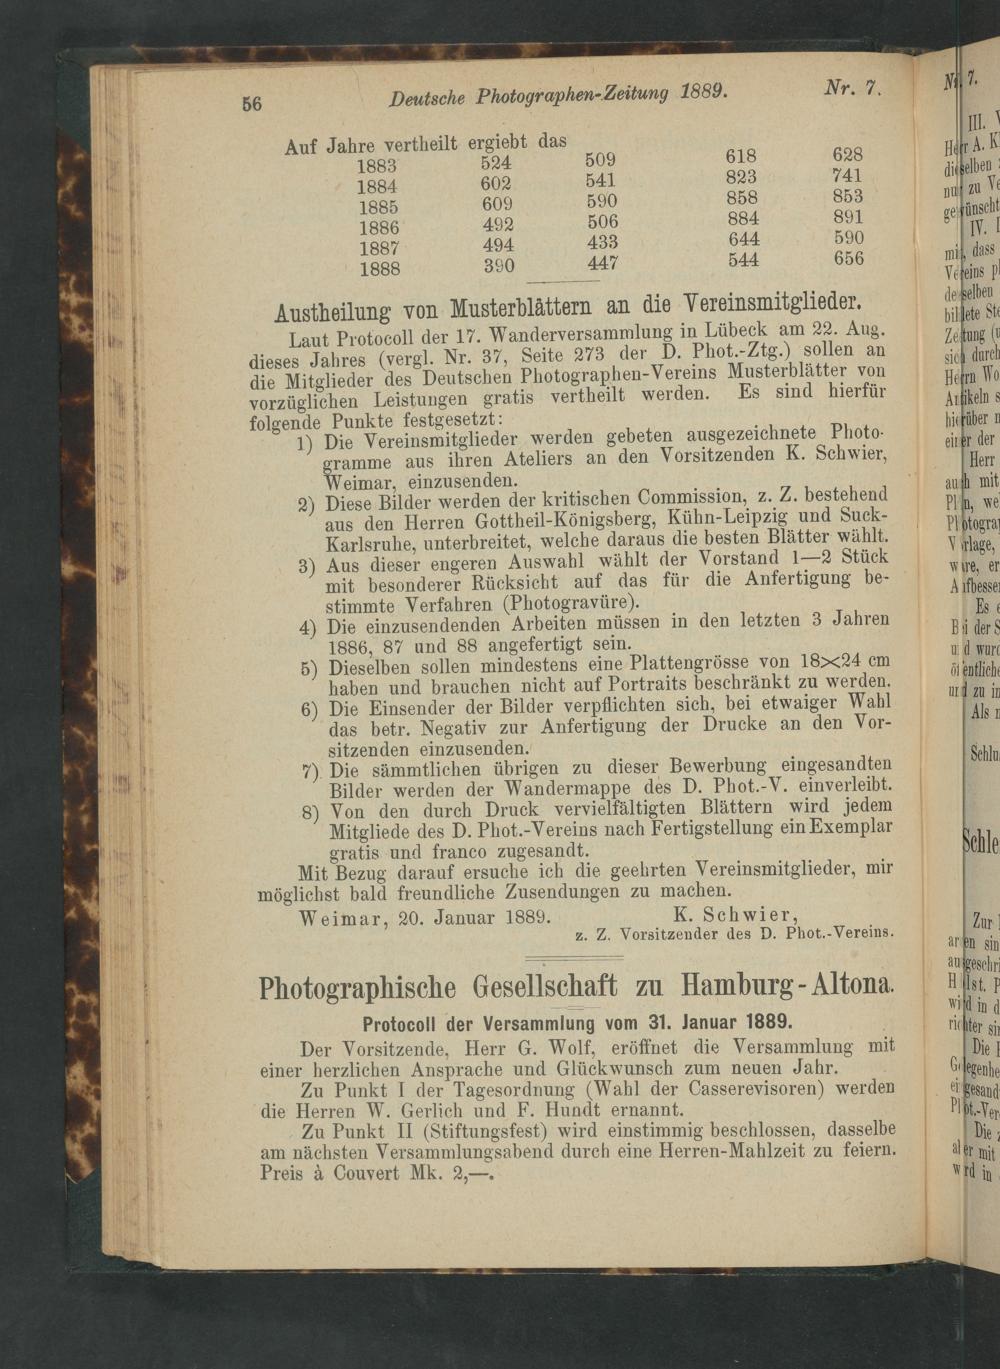 56
Deutsche Photographen-Zeitung 1889.
Nr. 7.
Auf Jahre vertheilt ergiebt das
1883 524 509 618 628
1884 602 541 823 741
1885 609 590 858 853
1886 492 506 884 891
1887 494 433 644 590
1888 390 447 544 656
Austheilung von Musterblättern an die Vereinsmitglieder.
Laut Protocoll der 17. Wanderversammlung in Lübeck am 22. Aug.
dieses Jahres (vergl. Nr. 37, Seite 273 der D. Phot.-Ztg.) sollen an
die Mitglieder des Deutschen Photographen-Vereins Musterblätter von
vorzüglichen Leistungen gratis vertheilt werden. Es sind hierfür
folgende Punkte festgesetzt:
1) Die Vereinsmitglieder werden gebeten ausgezeichnete Photo-
gramme aus ihren Ateliers an den Vorsitzenden K. Schwier,
Weimar, einzusenden.
2) Diese Bilder werden der kritischen Commission, z. Z. bestehend
aus den Herren Gottheil-Königsberg, Kühn-Leipzig und Suck-
Karlsruhe, unterbreitet, welche daraus die besten Blätter wählt.
3) Aus dieser engeren Auswahl wählt der Vorstand 1—2 Stück
mit besonderer Rücksicht auf das für die Anfertigung be-
stimmte Verfahren (Photogravüre).
4) Die einzusendenden Arbeiten müssen in den letzten 3 Jahren
1886, 87 und 88 angefertigt sein.
5) Dieselben sollen mindestens eine Plattengrösse von 18×24 cm
haben und brauchen nicht auf Portraits beschränkt zu werden.
6) Die Einsender der Bilder verpflichten sich, bei etwaiger Wahl
das betr. Negativ zur Anfertigung der Drucke an den Vor-
sitzenden einzusenden.
7) Die sämmtlichen übrigen zu dieser Bewerbung eingesandten
Bilder werden der Wandermappe des D. Phot.-V. einverleibt.
8) Von den durch Druck vervielfältigten Blättern wird jedem
Mitgliede des D. Phot.-Vereins nach Fertigstellung ein Exemplar
gratis und franco zugesandt.
Mit Bezug darauf ersuche ich die geehrten Vereinsmitglieder, mir
möglichst bald freundliche Zusendungen zu machen.
Weimar, 20. Januar 1889. K. Schwier,
z. Z. Vorsitzender des D. Phot.-Vereins.
Photographische Gesellschaft zu Hamburg-Altona.
Protocoll der Versammlung vom 31. Januar 1889.
Der Vorsitzende, Herr G. Wolf, eröffnet die Versammlung mit
einer herzlichen Ansprache und Glückwunsch zum neuen Jahr.
Zu Punkt I der Tagesordnung (Wahl der Casserevisoren) werden
die Herren W. Gerlich und F. Hundt ernannt.
Zu Punkt II (Stiftungsfest) wird einstimmig beschlossen, dasselbe
am nächsten Versammlungsabend durch eine Herren-Mahlzeit zu feiern.
Preis à Couvert Mk. 2,—.